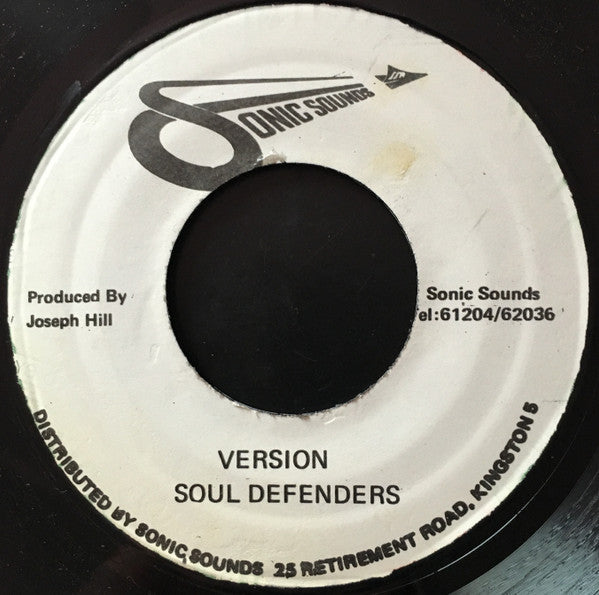 SONIC SOUNDS
Produced By
Joseph Hill
Sonic Sounds
el:61204/62036
VERSION
SOUL DEFENDERS
DISTRIBUTED BY SONIC SOUNDS 25 RETIREMENT ROAD, KINGSTON 5